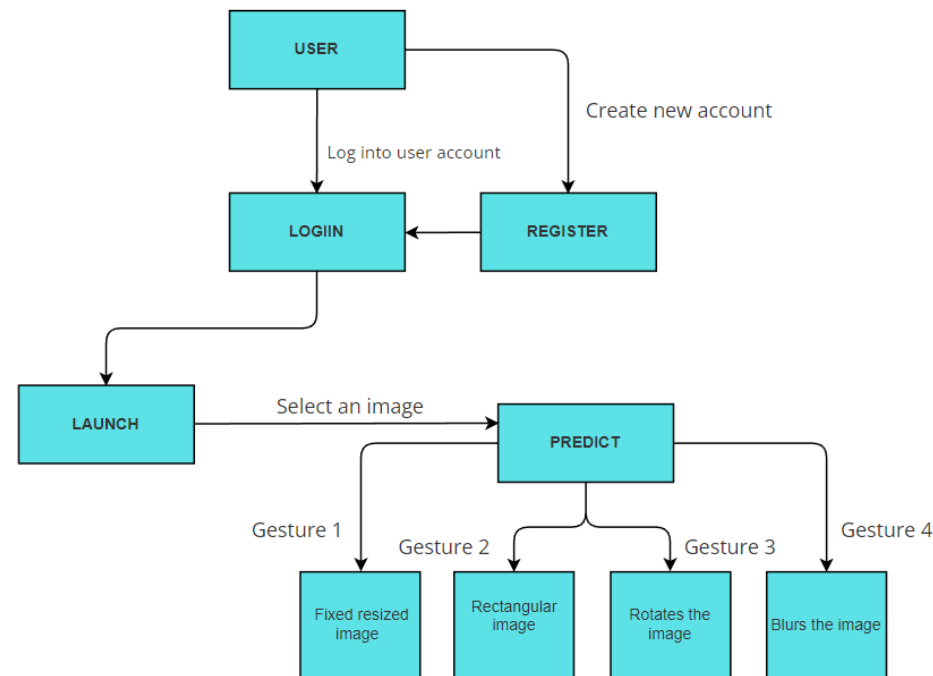 USER
Create new account
Log into user account
LOGIIN
REGISTER
LAUNCH
Select an image
PREDICT
Gesture 1
Gesture 2
Gesture 3
Gesture 4
Fixed resized
image
Rectangular
image
Rotates the
image
Blurs the image